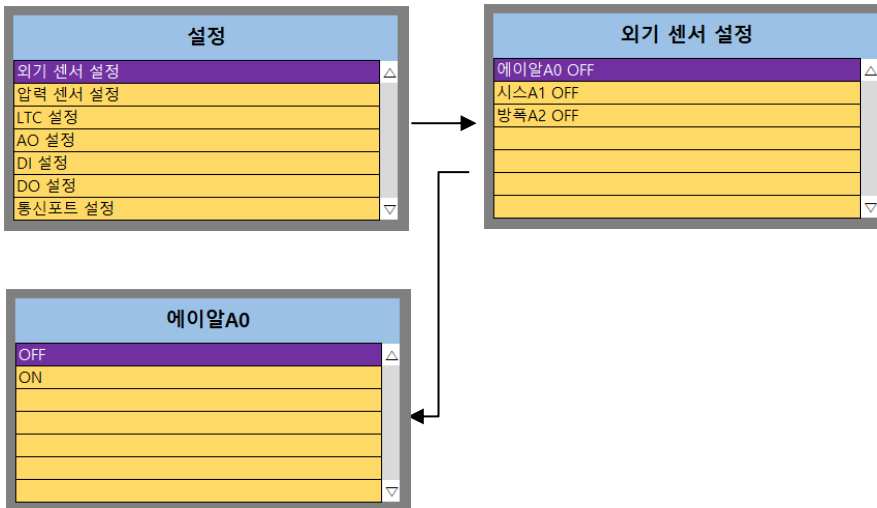 설정
외기 센서 설정
압력 센서 설정
LTC 설정
AO 설정
DI 설정
DO 설정
통신포트 설정
외기 센서 설정
에이알A0 OFF
시스A1 OFF
방폭A2 OFF
에이알A0
OFF
ON